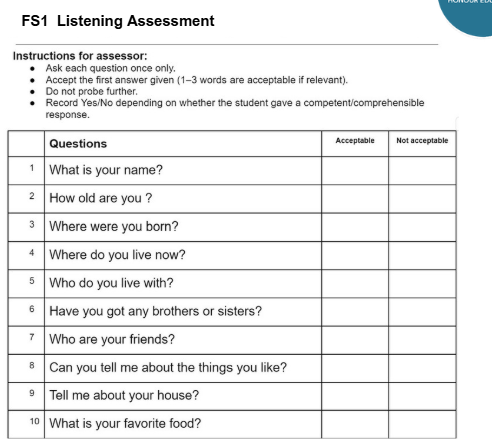 HONOUR EDU
FS1 Listening Assessment
Instructions for assessor:
● Ask each question once only.
● Accept the first answer given (1–3 words are acceptable if relevant).
● Do not probe further.
● Record Yes/No depending on whether the student gave a competent/comprehensible
response.
Questions Acceptable Not acceptable
1 What is your name?
2 How old are you ?
3 Where were you born?
4 Where do you live now?
5 Who do you live with?
6 Have you got any brothers or sisters?
7 Who are your friends?
8 Can you tell me about the things you like?
9 Tell me about your house?
10 What is your favorite food?